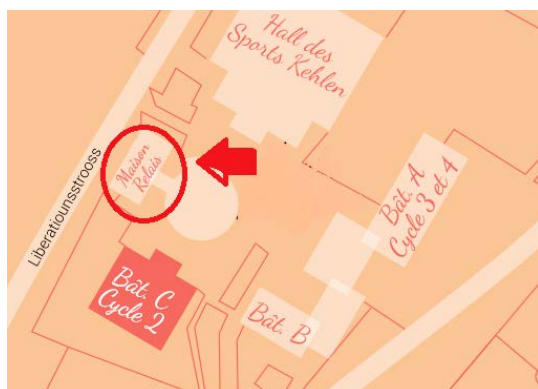 Hall des
Sports Kehlen
Maison
Relais
Liberatiounsstrooss
Bât. A
Cycle 3 et 4
Bât. C
Cycle 2
Bât. B